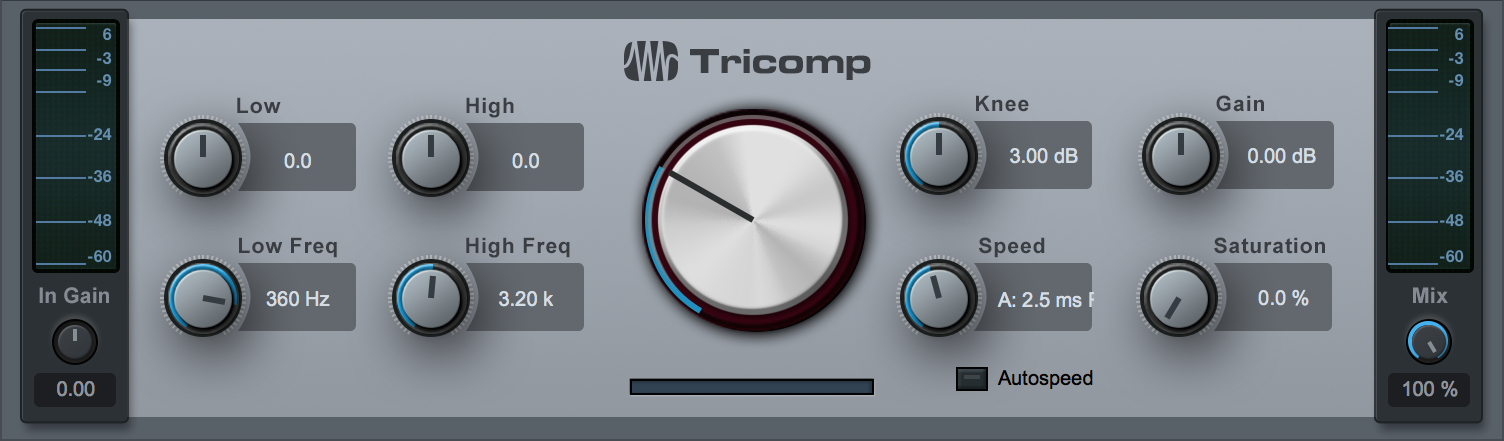 6
-3
-9
-24
-36
-48
-60
In Gain
0.00
Tricomp
Low
0.0
High
0.0
Low Freq
360 Hz
High Freq
3.20 k
Knee
3.00 dB
Gain
0.00 dB
Speed
A: 2.5 ms
Saturation
0.0 %
Autospeed
6
-3
-9
-24
-36
-48
-60
Mix
100 %